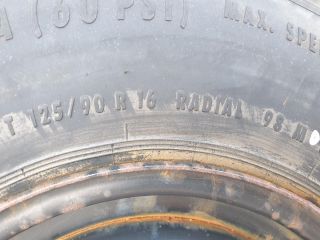 A (60 PSI) MAX. SPE
T 125/90 R 16 RADIAL 98 M